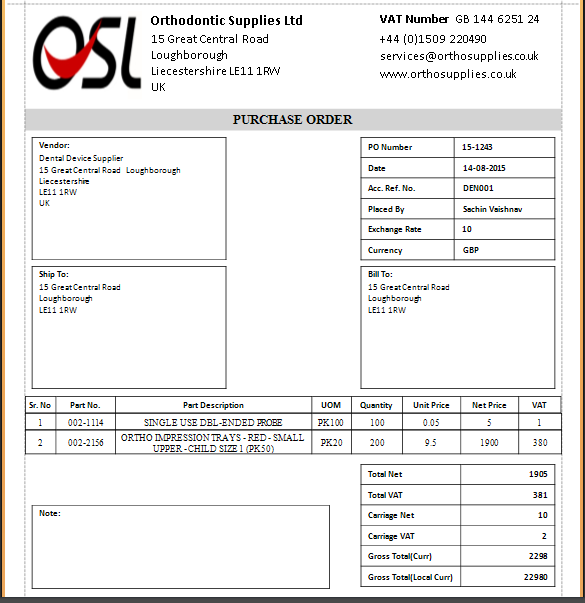 OSL
Orthodontic Supplies Ltd
15 Great Central Road
Loughborough
Liecestershire LE11 1RW
UK
VAT Number GB 144 6251 24
+44 (0)1509 220490
services@orthosupplies.co.uk
www.orthosupplies.co.uk
PURCHASE ORDER
Vendor:
Dental Device Supplier
15 Great Central Road Loughborough
Liecestershire
LE11 1RW
UK
PO Number 15-1243
Date 14-08-2015
Acc. Ref. No. DEN001
Placed By Sachin Vaishnav
Exchange Rate 10
Currency GBP
Ship To:
15 Great Central Road
Loughborough
LE11 1RW
Bill To:
15 Great Central Road
Loughborough
LE11 1RW
Sr. No Part No. Part Description UOM Quantity Unit Price Net Price VAT
1 002-1114 SINGLE USE DBL-ENDED PROBE PK100 100 0.05 5 1
2 002-2156 ORTHO IMPRESSION TRAYS - RED - SMALL PK20 200 9.5 1900 380
UPPER - CHILD SIZE 1 (PK50)
Total Net 1905
Total VAT 381
Carriage Net 10
Carriage VAT 2
Gross Total(Curr) 2298
Gross Total(Local Curr) 22980
Note: